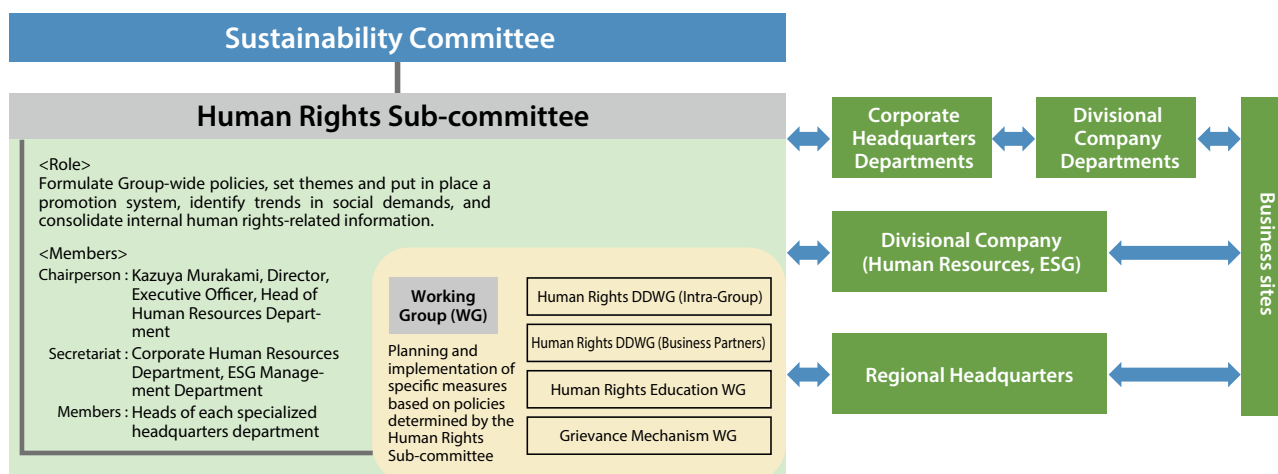 Sustainability Committee
Human Rights Sub-committee
<Role>
Formulate Group-wide policies, set themes and put in place a
promotion system, identify trends in social demands, and
consolidate internal human rights-related information.
<Members>
Chairperson : Kazuya Murakami, Director,
Executive Officer, Head of
Human Resources Depart-
ment
Secretariat : Corporate Human Resources
Department, ESG Manage-
ment Department
Members : Heads of each specialized
headquarters department
Working
Group (WG)
Planning and
implementation of
specific measures
based on policies
determined by the
Human Rights
Sub-committee
Human Rights DDWG (Intra-Group)
Human Rights DDWG (Business Partners)
Human Rights Education WG
Grievance Mechanism WG
Corporate
Headquarters
Departments
Divisional
Company
Departments
Divisional Company
(Human Resources, ESG)
Regional Headquarters
Business sites